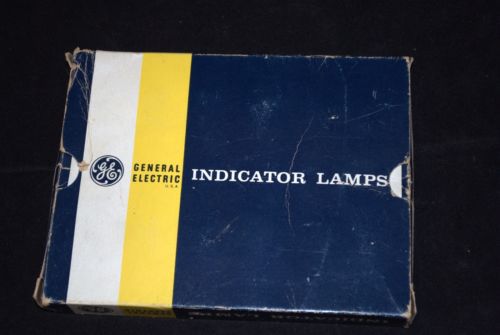 GE
GENERAL
ELECTRIC
U.S.A.
INDICATOR LAMPS